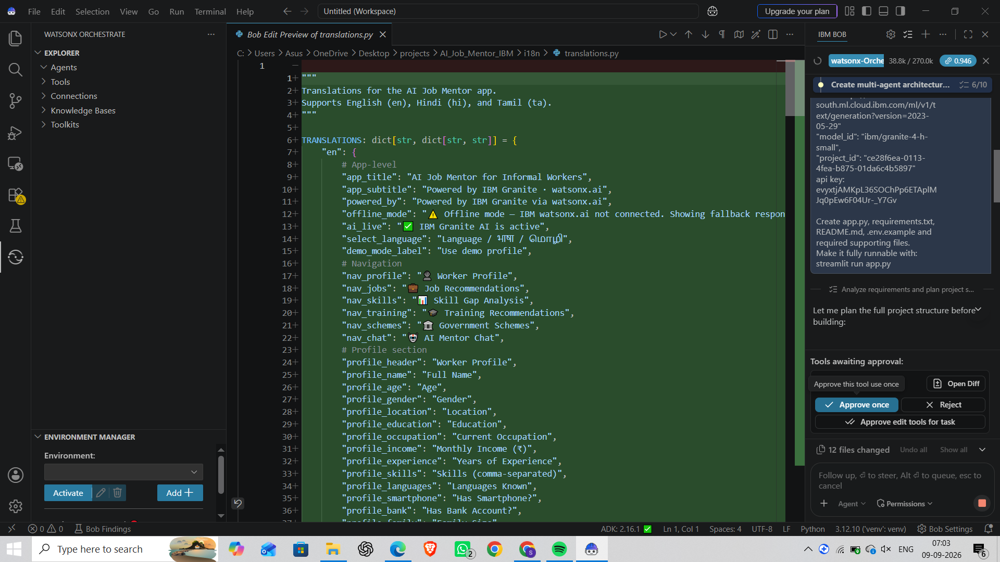 File Edit Selection View Go Run Terminal Help
Untitled (Workspace)
Upgrade your plan
WATSONX ORCHESTRATE
EXPLORER
Agents
Tools
Connections
Knowledge Bases
Toolkits
ENVIRONMENT MANAGER
Environment:
Activate
Add
Bob Edit Preview of translations.py
C: > Users > Asus > OneDrive > Desktop > projects > AI_Job_Mentor_IBM > i18n > translations.py
1 —
1+ """
2+ Translations for the AI Job Mentor app.
3+ Supports English (en), Hindi (hi), and Tamil (ta).
4+ """
5+
6+ TRANSLATIONS: dict[str, dict[str, str]] = {
7+ "en": {
8+ # App-level
9+ "app_title": "AI Job Mentor for Informal Workers",
10+ "app_subtitle": "Powered by IBM Granite · watsonx.ai",
11+ "powered_by": "Powered by IBM Granite via watsonx.ai",
12+ "offline_mode": "⚠️ Offline mode — IBM watsonx.ai not connected. Showing fallback respon
13+ "ai_live": "✅ IBM Granite AI is active",
14+ "select_language": "Language / भाषा / மொழி",
15+ "demo_mode_label": "Use demo profile",
16+ # Navigation
17+ "nav_profile": "👤 Worker Profile",
18+ "nav_jobs": "💼 Job Recommendations",
19+ "nav_skills": "📊 Skill Gap Analysis",
20+ "nav_training": "🎓 Training Recommendations",
21+ "nav_schemes": "🏛️ Government Schemes",
22+ "nav_chat": "🤖 AI Mentor Chat",
23+ # Profile section
24+ "profile_header": "Worker Profile",
25+ "profile_name": "Full Name",
26+ "profile_age": "Age",
27+ "profile_gender": "Gender",
28+ "profile_location": "Location",
29+ "profile_education": "Education",
30+ "profile_occupation": "Current Occupation",
31+ "profile_income": "Monthly Income (₹)",
32+ "profile_experience": "Years of Experience",
33+ "profile_skills": "Skills (comma-separated)",
34+ "profile_languages": "Languages Known",
35+ "profile_smartphone": "Has Smartphone?",
36+ "profile_bank": "Has Bank Account?",
IBM BOB
watsonx-Orche 38.8k / 270.0k 0.946
Create multi-agent architectur... 6/10
south.ml.cloud.ibm.com/ml/v1/t
ext/generation?version=2023-
05-29"
"model_id": "ibm/granite-4-h-
small",
"project_id": "ce28f6ea-0113-
4fea-b875-01da6c4b5897"
api key:
evyxtjAMKpL36SOChPp6ETAplM
Jq0pEw6F04Ur-_Y7Gv
Create app.py, requirements.txt,
README.md, .env.example and
required supporting files.
Make it fully runnable with:
streamlit run app.py
Analyze requirements and plan project s...
Let me plan the full project structure before
building:
Tools awaiting approval:
Approve this tool use once
Open Diff
Approve once
Reject
Approve edit tools for task
12 files changed Undo all Show all
Follow up, ⏎ to steer, Alt ⏎ to queue, esc to
cancel
Agent Permissions
0 0 Bob Findings
ADK: 2.16.1 ✅ Ln 1, Col 1 Spaces: 4 UTF-8 LF Python 3.12.10 ('venv': venv) Bob Settings
Type here to search
2
S
ENG
07:03
09-09-2026
6